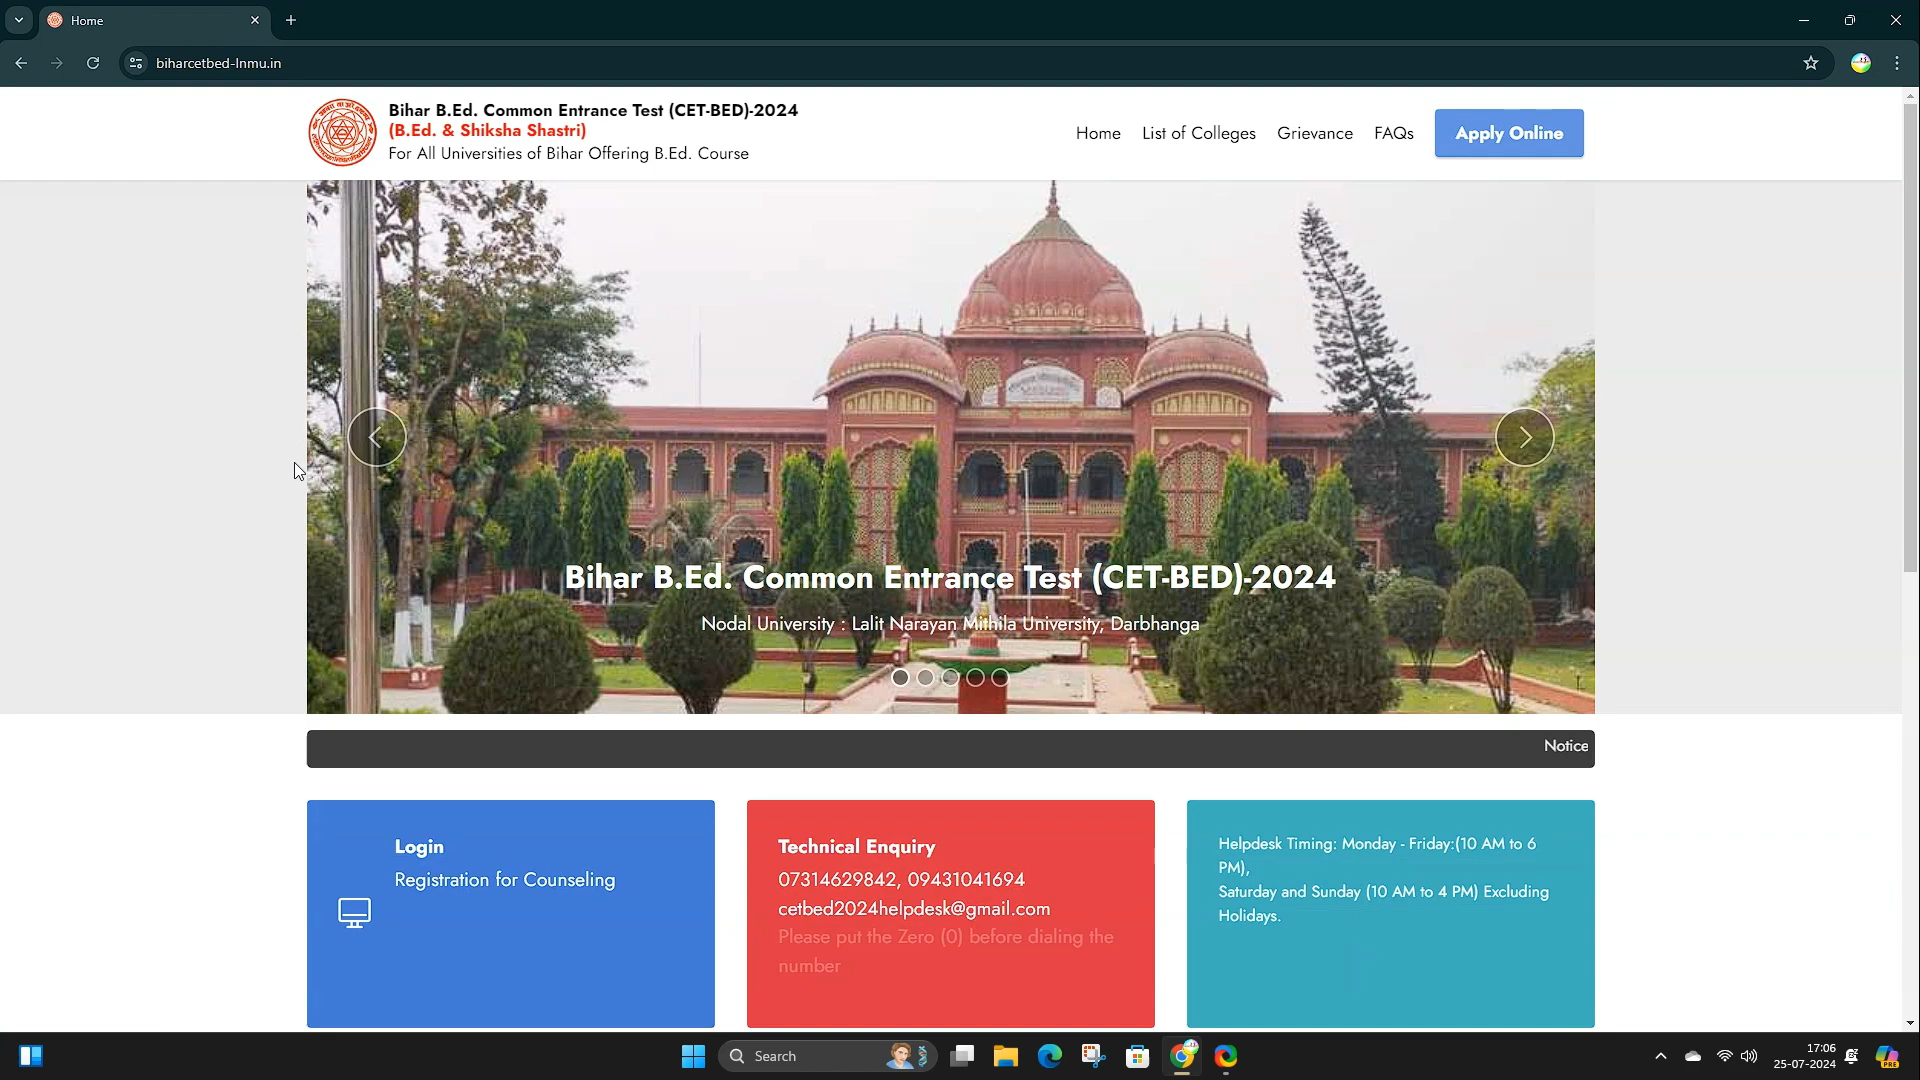 Home
biharcetbed-lnmu.in
Bihar B.Ed. Common Entrance Test (CET-BED)-2024
(B.Ed. & Shiksha Shastri)
For All Universities of Bihar Offering B.Ed. Course
Home List of Colleges Grievance FAQs Apply Online
Bihar B.Ed. Common Entrance Test (CET-BED)-2024
Nodal University : Lalit Narayan Mithila University, Darbhanga
Notice
Login
Registration for Counseling
Technical Enquiry
07314629842, 09431041694
cetbed2024helpdesk@gmail.com
Please put the Zero (0) before dialing the
number
Helpdesk Timing: Monday - Friday:(10 AM to 6
PM),
Saturday and Sunday (10 AM to 4 PM) Excluding
Holidays.
Search
17:06
25-07-2024
PRE